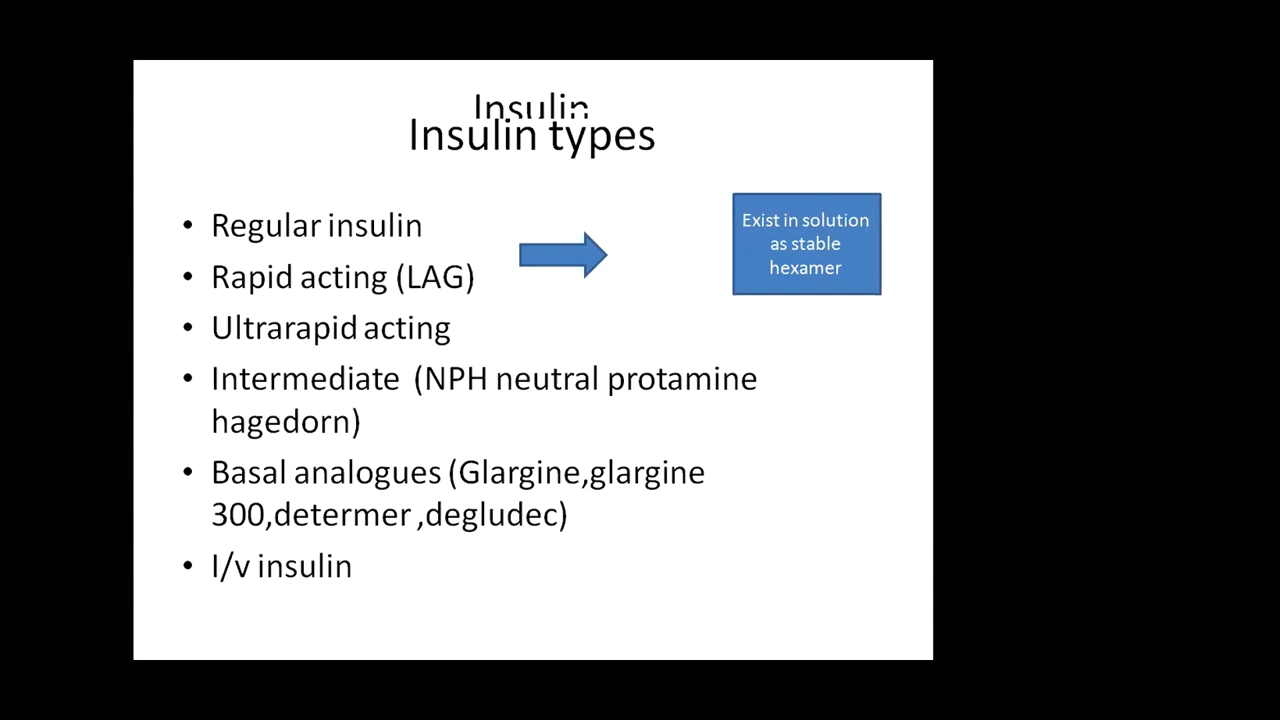 Insulin
Insulin types
• Regular insulin
• Rapid acting (LAG)
• Ultrarapid acting
• Intermediate (NPH neutral protamine
hagedorn)
• Basal analogues (Glargine,glargine
300,determer ,degludec)
• I/v insulin
Exist in solution
as stable
hexamer